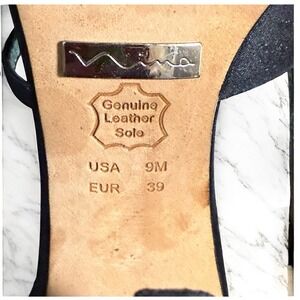 Nina
Genuine
Leather
Sole
USA 9M
EUR 39